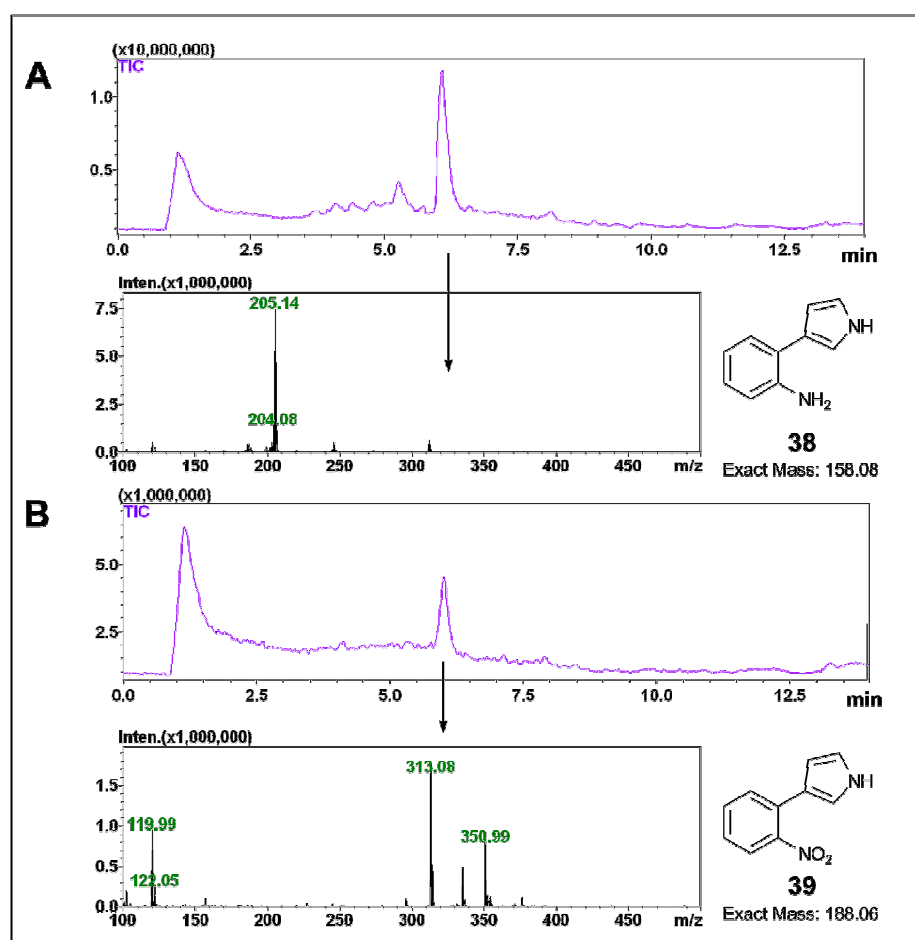 A
(x10,000,000)
TIC
1.0
0.5
0.0 2.5 5.0 7.5 10.0 12.5
min
Inten.(x1,000,000)
7.5
5.0
2.5
0.0
205.14
204.08
100 150 200 250 300 350 400 450 m/z
NH
NH2
38
Exact Mass: 158.08
B
(x1,000,000)
TIC
5.0
2.5
0.0 2.5 5.0 7.5 10.0 12.5
min
Inten.(x1,000,000)
1.5
1.0
0.5
0.0
313.08
119.99
350.99
122.05
100 150 200 250 300 350 400 450 m/z
NH
NO2
39
Exact Mass: 188.06